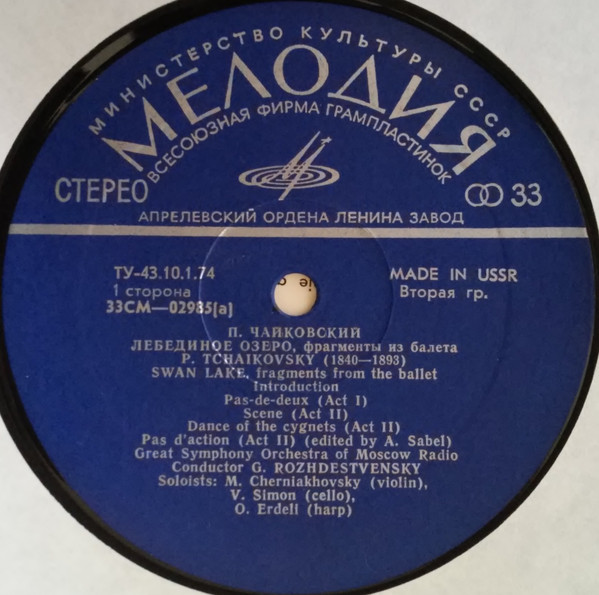 МИНИСТЕРСТВО КУЛЬТУРЫ СССР
МЕЛОДИЯ
ВСЕСОЮЗНАЯ ФИРМА ГРАМПЛАСТИНОК
СТЕРЕО
33
АПРЕЛЕВСКИЙ ОРДЕНА ЛЕНИНА ЗАВОД
ТУ-43.10.1.74
MADE IN USSR
1 сторона
Вторая гр.
33СМ—02985(а)
П. ЧАЙКОВСКИЙ
ЛЕБЕДИНОЕ ОЗЕРО, фрагменты из балета
P. TCHAIKOVSKY (1840—1893)
SWAN LAKE, fragments from the ballet
Introduction
Pas-de-deux (Act I)
Scene (Act II)
Dance of the cygnets (Act II)
Pas d'action (Act II) (edited by A. Sabel)
Great Symphony Orchestra of Moscow Radio
Conductor G. ROZHDESTVENSKY
Soloists: M. Cherniakhovsky (violin),
V. Simon (cello),
O. Erdeli (harp)